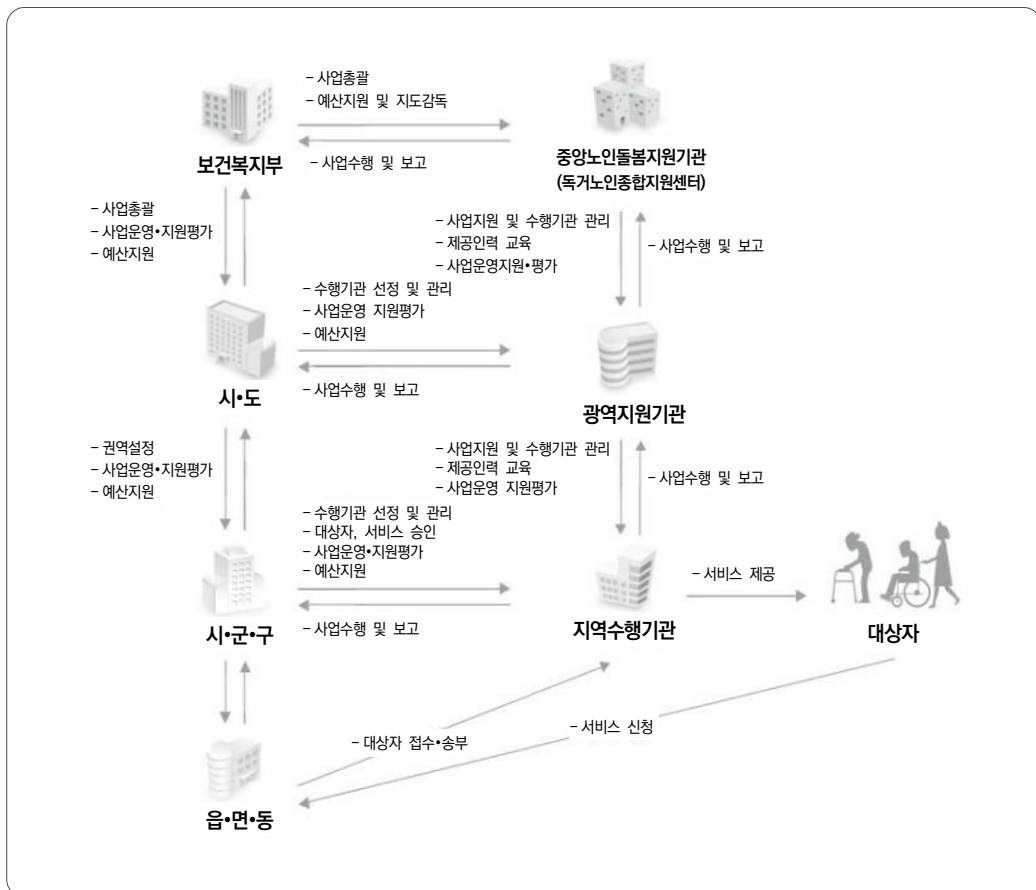 - 사업총괄
- 예산지원 및 지도감독
보건복지부
- 사업수행 및 보고
중앙노인돌봄지원기관
(독거노인종합지원센터)
- 사업총괄
- 사업운영•지원평가
- 예산지원
- 사업지원 및 수행기관 관리
- 제공인력 교육
- 사업운영지원•평가
- 사업수행 및 보고
- 수행기관 선정 및 관리
- 사업운영 지원평가
- 예산지원
- 사업수행 및 보고
시•도
광역지원기관
- 권역설정
- 사업운영•지원평가
- 예산지원
- 사업지원 및 수행기관 관리
- 제공인력 교육
- 사업운영 지원평가
- 사업수행 및 보고
- 수행기관 선정 및 관리
- 대상자, 서비스 승인
- 사업운영•지원평가
- 예산지원
- 서비스 제공
- 사업수행 및 보고
시•군•구
지역수행기관
대상자
- 서비스 신청
- 대상자 접수•송부
읍•면•동